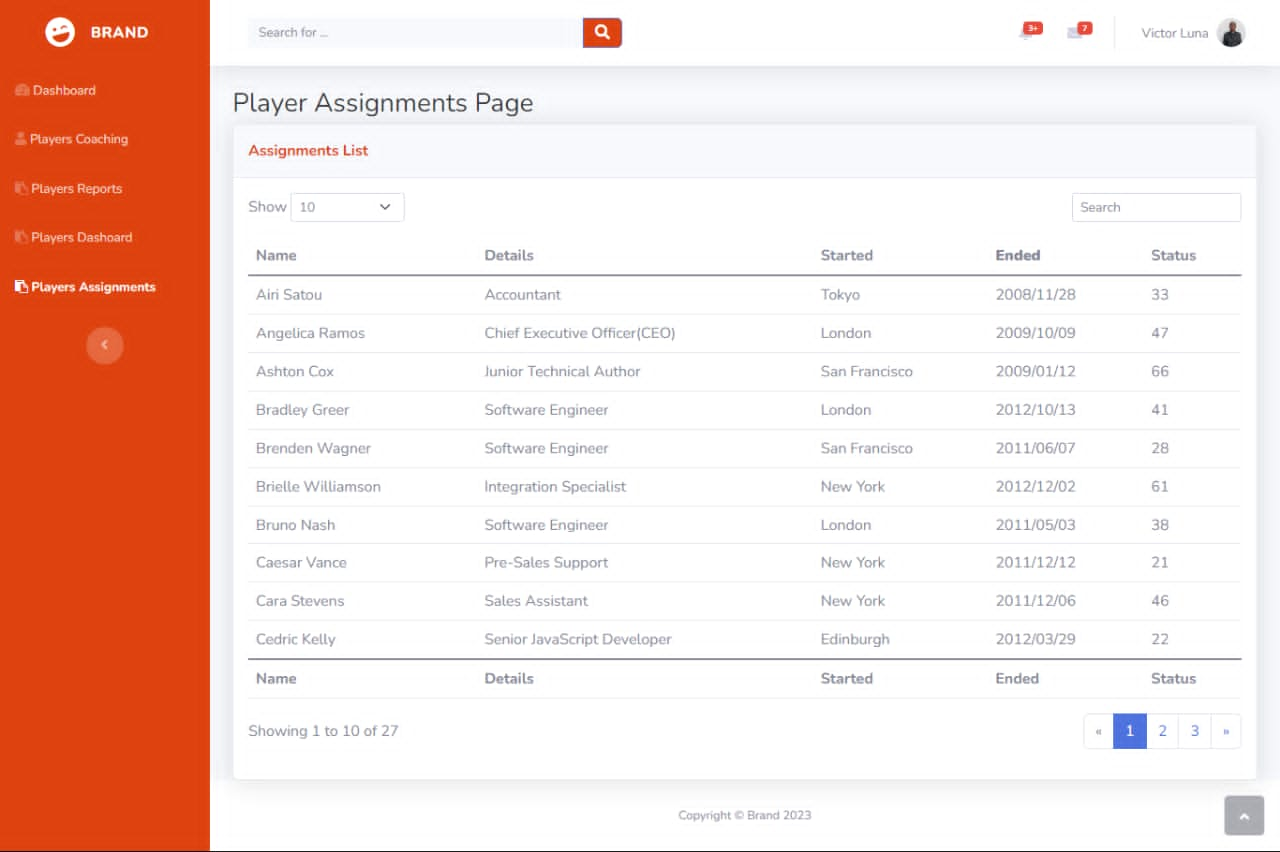 BRAND
Search for ...
3+
7
Victor Luna
Dashboard
Players Coaching
Players Reports
Players Dashoard
Players Assignments
Player Assignments Page
Assignments List
Show 10
Search
Name Details Started Ended Status
Airi Satou Accountant Tokyo 2008/11/28 33
Angelica Ramos Chief Executive Officer(CEO) London 2009/10/09 47
Ashton Cox Junior Technical Author San Francisco 2009/01/12 66
Bradley Greer Software Engineer London 2012/10/13 41
Brenden Wagner Software Engineer San Francisco 2011/06/07 28
Brielle Williamson Integration Specialist New York 2012/12/02 61
Bruno Nash Software Engineer London 2011/05/03 38
Caesar Vance Pre-Sales Support New York 2011/12/12 21
Cara Stevens Sales Assistant New York 2011/12/06 46
Cedric Kelly Senior JavaScript Developer Edinburgh 2012/03/29 22
Name Details Started Ended Status
Showing 1 to 10 of 27
« 1 2 3 »
Copyright © Brand 2023